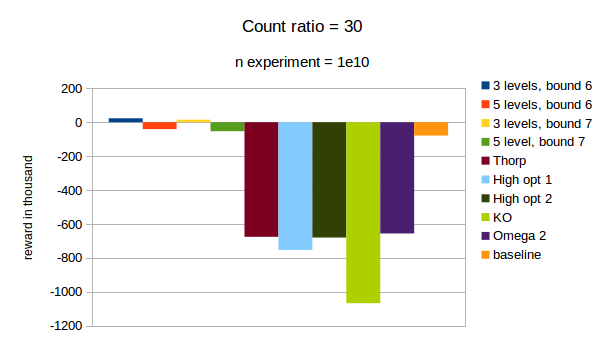 Count ratio = 30
n experiment = 1e10
reward in thousand
200
0
-200
-400
-600
-800
-1000
-1200
3 levels, bound 6
5 levels, bound 6
3 levels, bound 7
5 level, bound 7
Thorp
High opt 1
High opt 2
KO
Omega 2
baseline